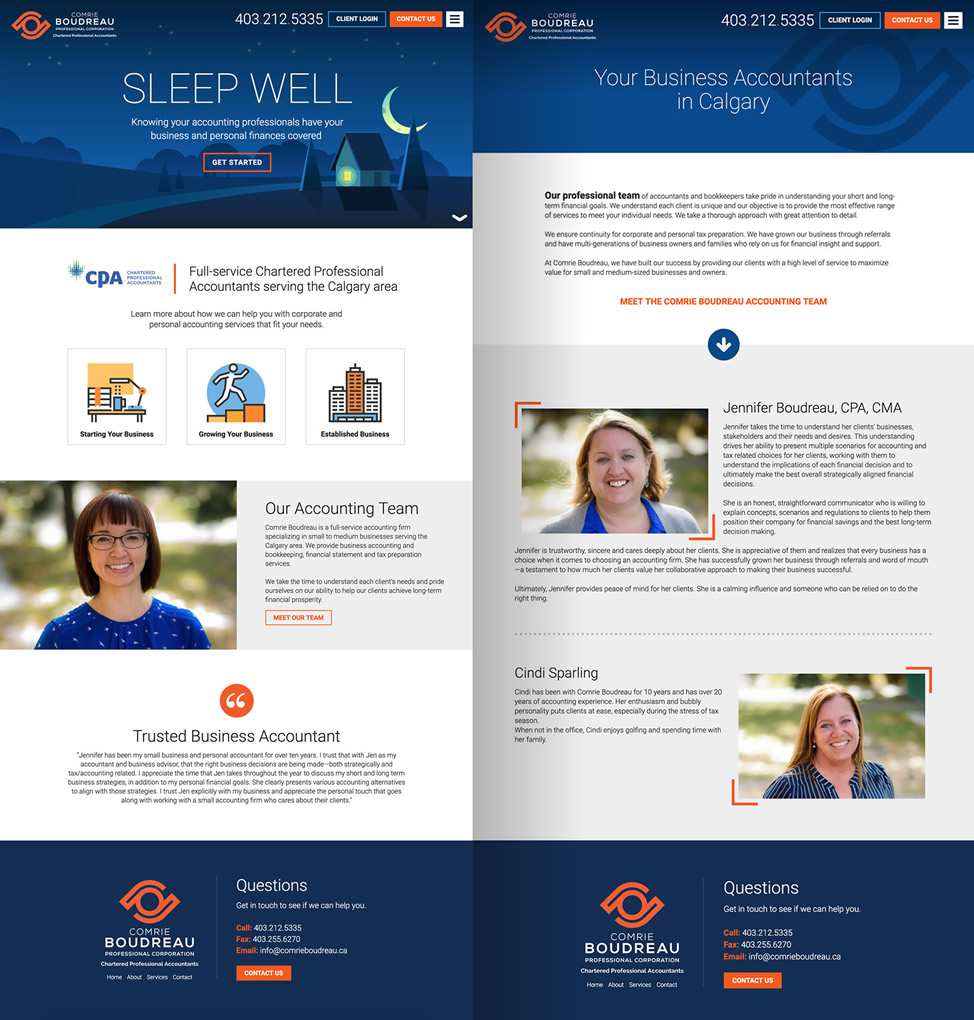 COMRIE
BOUDREAU
PROFESSIONAL CORPORATION
Chartered Professional Accountants
403.212.5335
CLIENT LOGIN
CONTACT US
SLEEP WELL
Knowing your accounting professionals have your
business and personal finances covered
GET STARTED
CPA
CHARTERED
PROFESSIONAL
ACCOUNTANTS
Full-service Chartered Professional
Accountants serving the Calgary area
Learn more about how we can help you with corporate and
personal accounting services that fit your needs.
Starting Your Business
Growing Your Business
Established Business
Our Accounting Team
Comrie Boudreau is a full-service accounting firm
specializing in small to medium businesses serving the
Calgary area. We provide business accounting and
bookkeeping, financial statement and tax preparation
services.
We take the time to understand each client's needs and pride
ourselves on our ability to help our clients achieve long-term
financial prosperity
MEET OUR TEAM
Trusted Business Accountant
"Jennifer has been my small business and personal accountant for over ten years. I trust that with Jen as my
accountant and business advisor, that the right business decisions are being made—both strategically and
tax/accounting related. I appreciate the time that Jen takes throughout the year to discuss my short and long term
business strategies, in addition to my personal financial goals. She clearly presents various accounting alternatives
to align with those strategies. I trust Jen explicitly with my business and appreciate the personal touch that goes
along with working with a small accounting firm who cares about their clients."
COMRIE
BOUDREAU
PROFESSIONAL CORPORATION
Chartered Professional Accountants
Home About Services Contact
Questions
Get in touch to see if we can help you.
Call: 403.212.5335
Fax: 403.255.6270
Email: info@comrieboudreau.ca
CONTACT US
COMRIE
BOUDREAU
PROFESSIONAL CORPORATION
Chartered Professional Accountants
403.212.5335
CLIENT LOGIN
CONTACT US
Your Business Accountants
in Calgary
Our professional team of accountants and bookkeepers take pride in understanding your short and long-
term financial goals. We understand each client is unique and our objective is to provide the most effective range
of services to meet your individual needs. We take a thorough approach with great attention to detail.
We ensure continuity for corporate and personal tax preparation. We have grown our business through referrals
and have multi-generations of business owners and families who rely on us for financial insight and support.
At Comrie Boudreau, we have built our success by providing our clients with a high level of service to maximize
value for small and medium-sized businesses and owners.
MEET THE COMRIE BOUDREAU ACCOUNTING TEAM
Jennifer Boudreau, CPA, CMA
Jennifer takes the time to understand her clients' businesses,
stakeholders and their needs and desires. This understanding
drives her ability to present multiple scenarios for accounting and
tax related choices for her clients, working with them to
understand the implications of each financial decision and to
ultimately make the best overall strategically aligned financial
decisions.
She is an honest, straightforward communicator who is willing to
explain concepts, scenarios and regulations to clients to help them
position their company for financial savings and the best long-term
decision making.
Jennifer is trustworthy, sincere and cares deeply about her clients. She is appreciative of them and realizes that every business has a
choice when it comes to choosing an accounting firm. She has successfully grown her business through referrals and word of mouth
—a testament to how much her clients value her collaborative approach to making their business successful.
Ultimately, Jennifer provides peace of mind for her clients. She is a calming influence and someone who can be relied on to do the
right thing.
Cindi Sparling
Cindi has been with Comrie Boudreau for 10 years and has over 20
years of accounting experience. Her enthusiasm and bubbly
personality puts clients at ease, especially during the stress of tax
season.
When not in the office, Cindi enjoys golfing and spending time with
her family.
COMRIE
BOUDREAU
PROFESSIONAL CORPORATION
Chartered Professional Accountants
Home About Services Contact
Questions
Get in touch to see if we can help you.
Call: 403.212.5335
Fax: 403.255.6270
Email: info@comrieboudreau.ca
CONTACT US